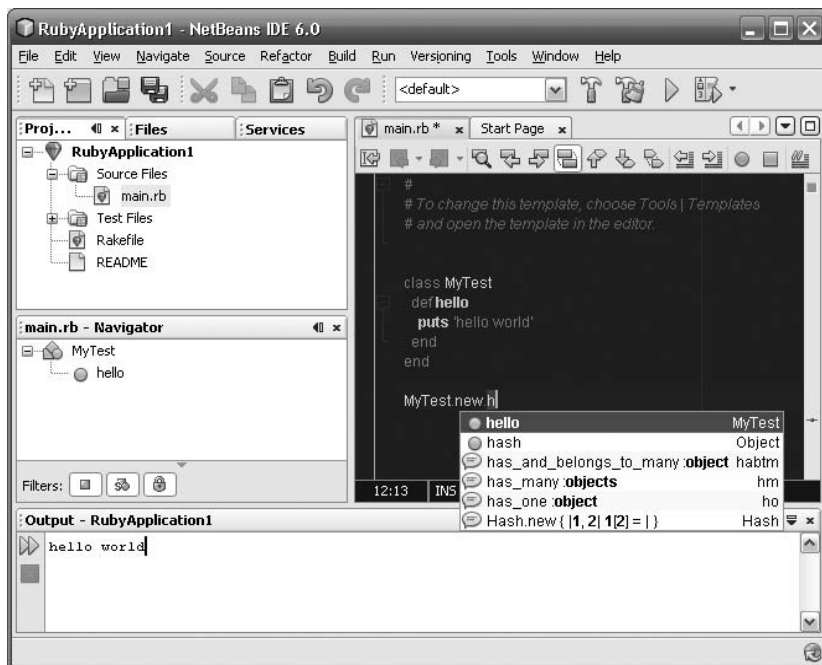 RubyApplication1 - NetBeans IDE 6.0
File Edit View Navigate Source Refactor Build Run Versioning Tools Window Help
<default>
Proj... Files Services
RubyApplication1
Source Files
main.rb
Test Files
Rakefile
README
main.rb - Navigator
MyTest
hello
Filters:
main.rb * x Start Page x
#
# To change this template, choose Tools | Templates
# and open the template in the editor.
class MyTest
def hello
puts 'hello world'
end
end
MyTest.new.h
hello MyTest
hash Object
has_and_belongs_to_many :object habtm
has_many :objects hm
has_one :object ho
Hash.new { |1, 2| 1[2] = | } Hash
12:13 INS
Output - RubyApplication1
hello world